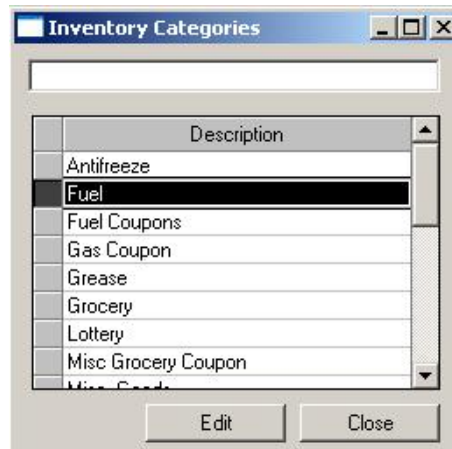 Inventory Categories
Description
Antifreeze
Fuel
Fuel Coupons
Gas Coupon
Grease
Grocery
Lottery
Misc Grocery Coupon
Edit Close